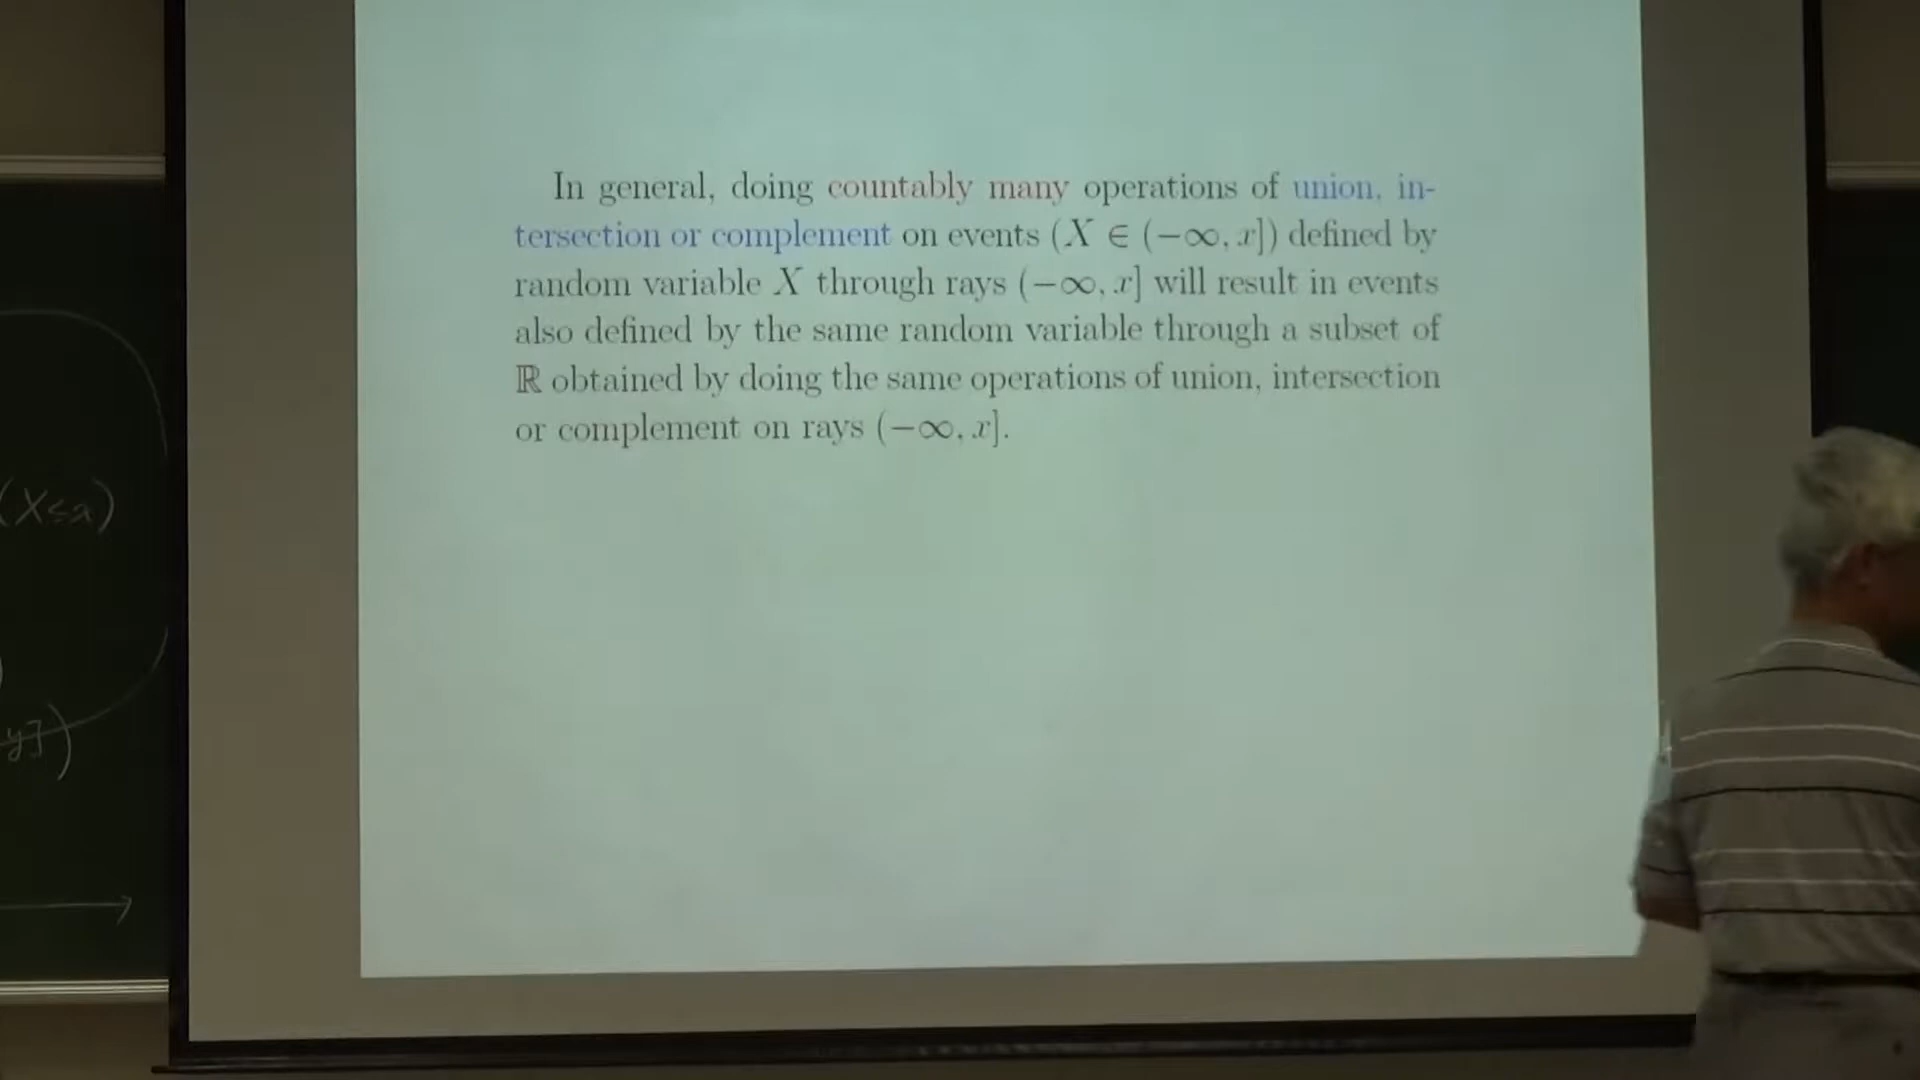 In general, doing countably many operations of union, in-
tersection or complement on events (X ∈ (−∞, x]) defined by
random variable X through rays (−∞, x] will result in events
also defined by the same random variable through a subset of
ℝ obtained by doing the same operations of union, intersection
or complement on rays (−∞, x].
(X≤x)
y])